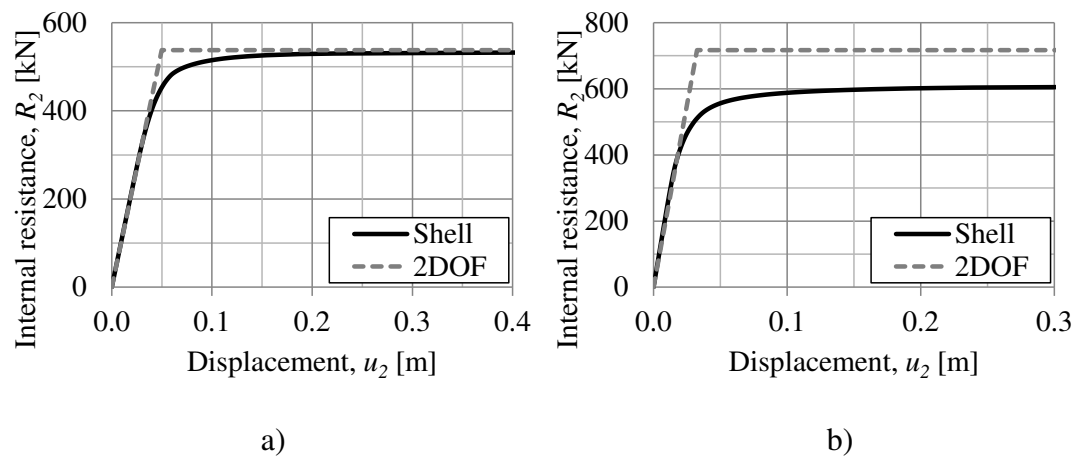 Internal resistance, R2 [kN]
600
400
200
0
0.0 0.1 0.2 0.3 0.4
Displacement, u2 [m]
Shell
2DOF
a)
Internal resistance, R2 [kN]
800
600
400
200
0
0.0 0.1 0.2 0.3
Displacement, u2 [m]
Shell
2DOF
b)